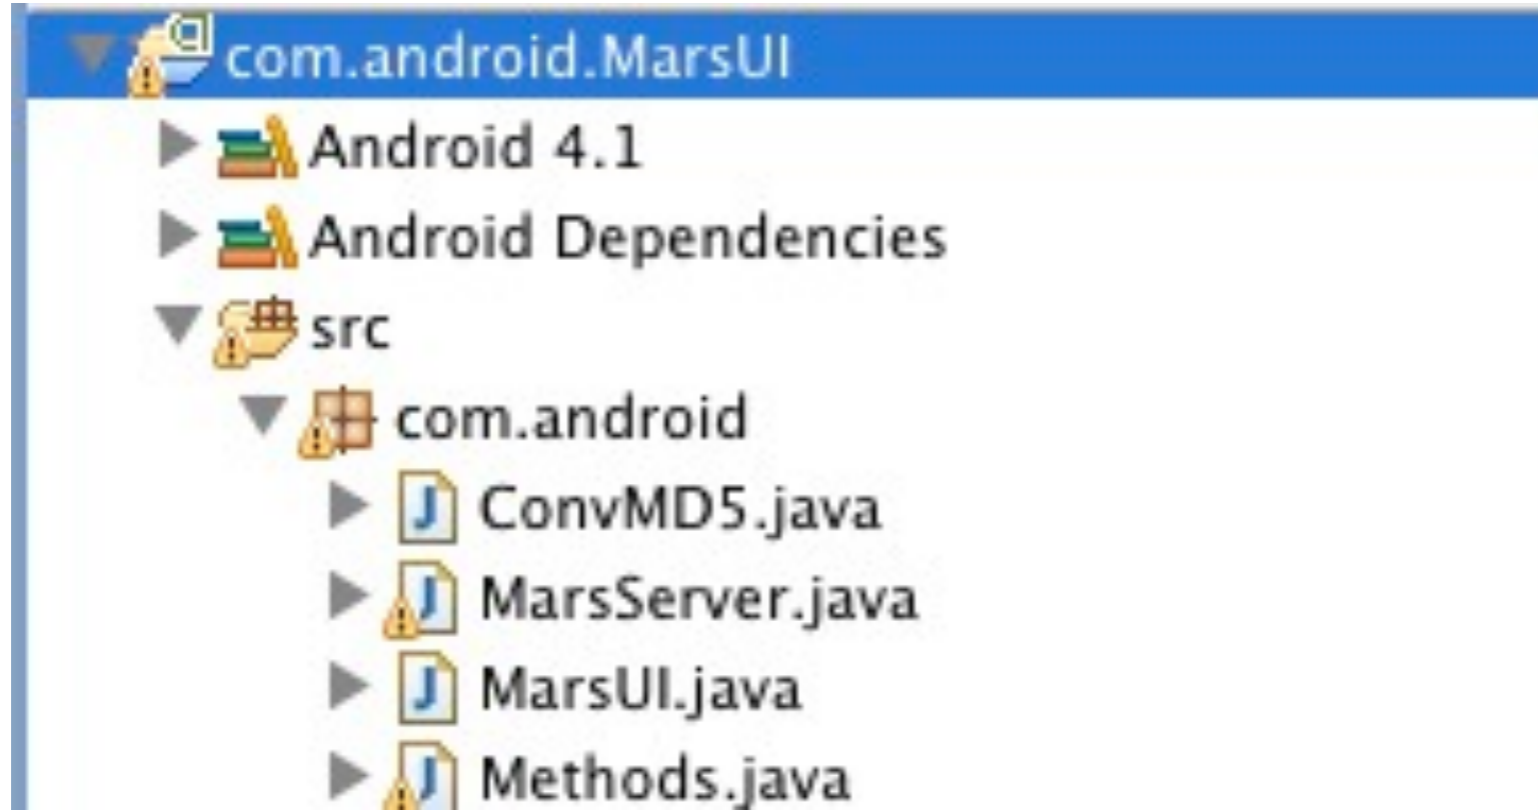 com.android.MarsUI
Android 4.1
Android Dependencies
src
com.android
ConvMD5.java
MarsServer.java
MarsUI.java
Methods.java